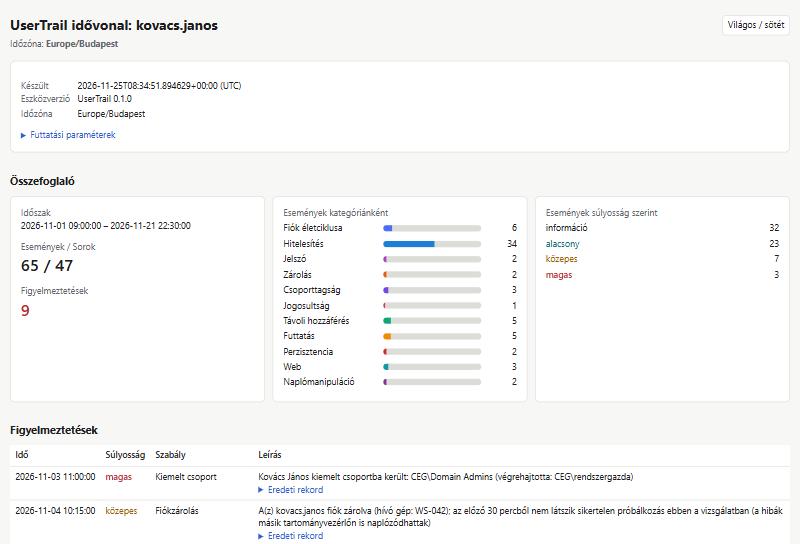 UserTrail idővonal: kovacs.janos
Világos / sötét
Időzóna: Europe/Budapest
Készült 2026-11-25T08:34:51.894629+00:00 (UTC)
Eszközverzió UserTrail 0.1.0
Időzóna Europe/Budapest
▶ Futtatási paraméterek
Összefoglaló
Időszak
2026-11-01 09:00:00 – 2026-11-21 22:30:00
Események / Sorok
65 / 47
Figyelmeztetések
9
Események kategóriánként
Fiók életciklusa 6
Hitelesítés 34
Jelszó 2
Zárolás 2
Csoporttagság 3
Jogosultság 1
Távoli hozzáférés 5
Futtatás 5
Perzisztencia 2
Web 3
Naplómanipuláció 2
Események súlyosság szerint
információ 32
alacsony 23
közepes 7
magas 3
Figyelmeztetések
Idő Súlyosság Szabály Leírás
2026-11-03 11:00:00 magas Kiemelt csoport Kovács János kiemelt csoportba került: CEG\Domain Admins (végrehajtotta: CEG\rendszergazda)
▶ Eredeti rekord
2026-11-04 10:15:00 közepes Fiókzárolás A(z) kovacs.janos fiók zárolva (hívó gép: WS-042); az előző 30 percből nem látszik sikertelen próbálkozás ebben a vizsgálatban (a hibák
másik tartományvezérlőn is naplózódhattak)
▶ Eredeti rekord